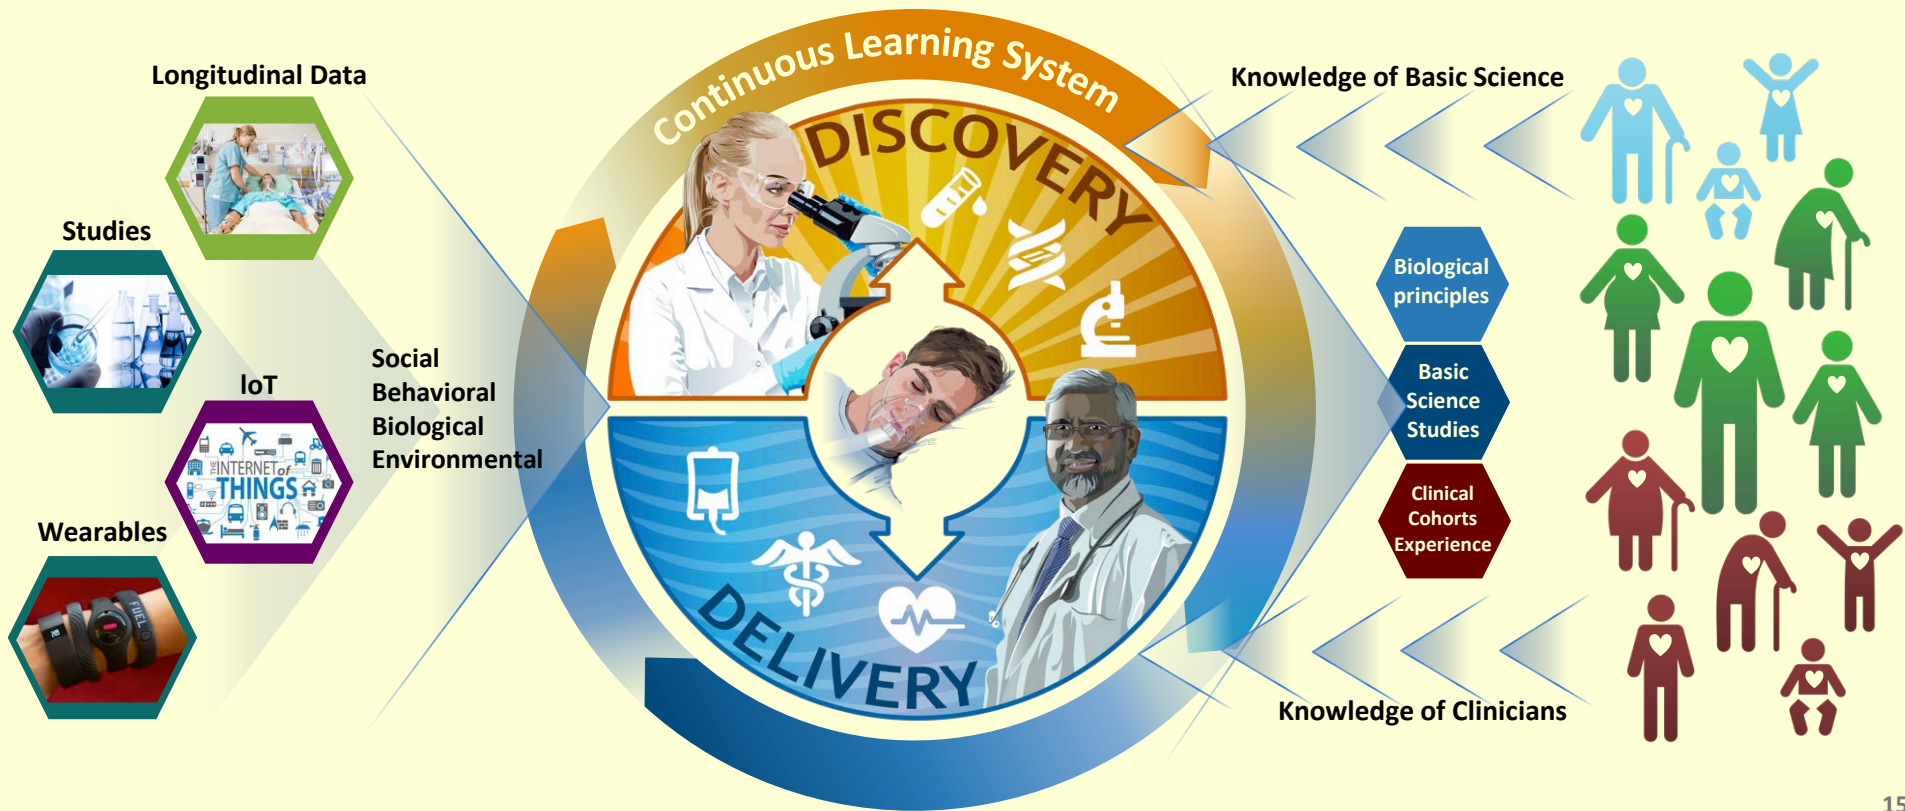 Continuous Learning System
Longitudinal Data
Knowledge of Basic Science
DISCOVERY
Studies
Biological
principles
IoT
Social
Behavioral
Biological
Environmental
Basic
Science
Studies
THE INTERNET of
THINGS
Clinical
Cohorts
Experience
Wearables
FUEL
DELIVERY
Knowledge of Clinicians
15